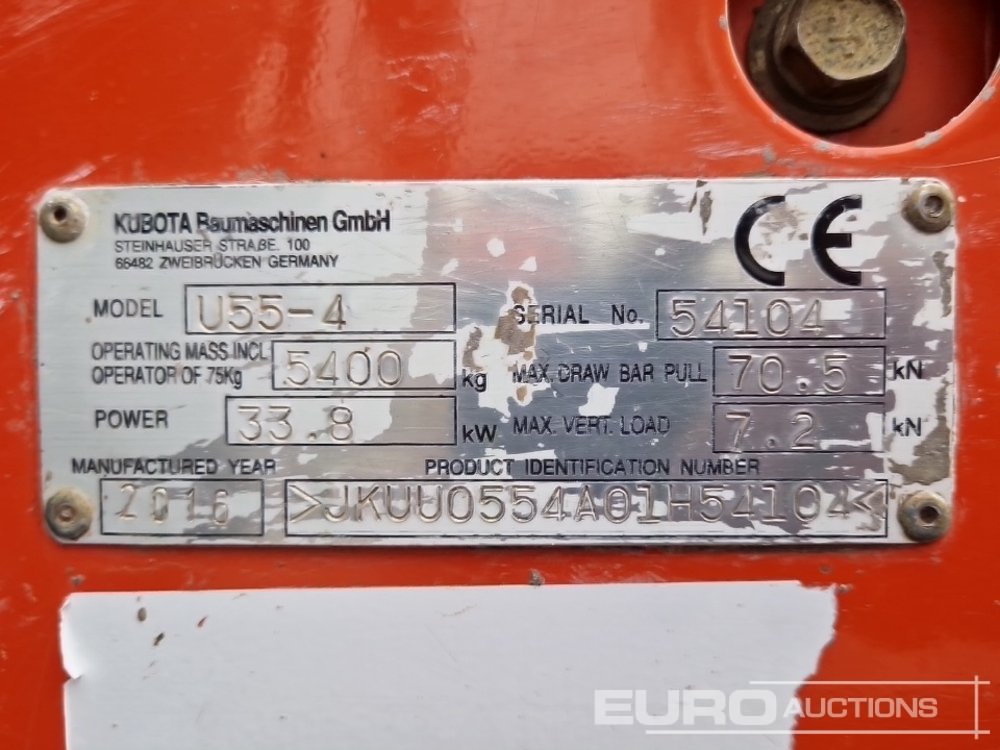 KUBOTA Baumaschinen GmbH
STEINHAUSER STRAßE. 100
66482 ZWEIBRÜCKEN GERMANY
CE
MODEL U55-4
SERIAL No. 54104
OPERATING MASS INCL.
OPERATOR OF 75Kg 5400 kg
MAX. DRAW BAR PULL 70.5 kN
POWER 33.8 kW
MAX. VERT. LOAD 7.2 kN
MANUFACTURED YEAR
2016
PRODUCT IDENTIFICATION NUMBER
>JKUU0554A01H54104<
EURO AUCTIONS